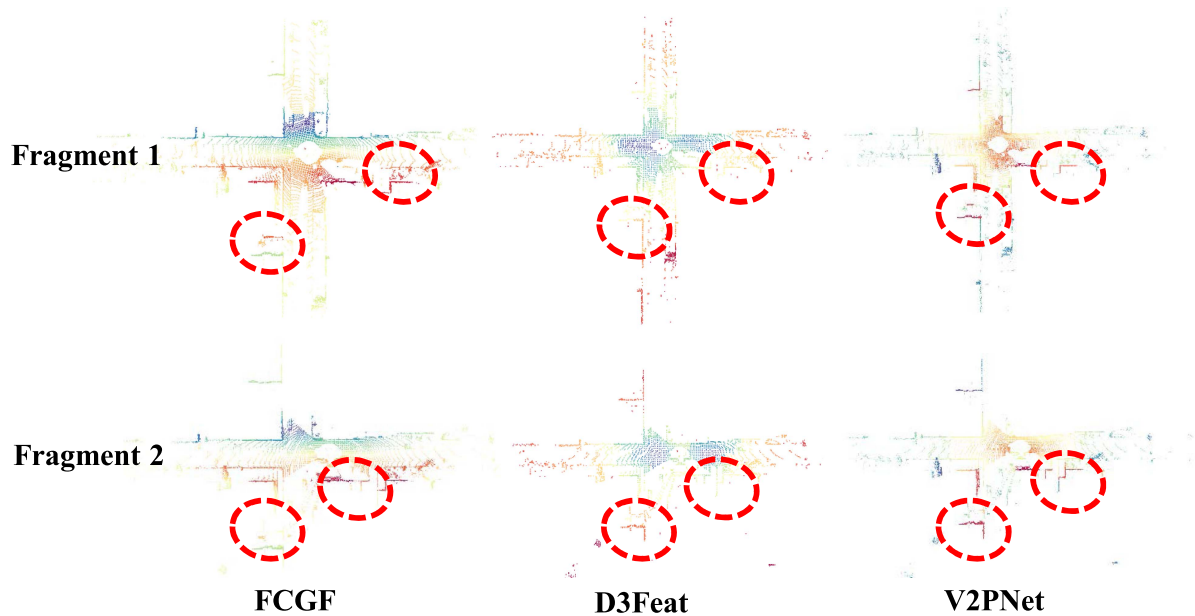 Fragment 1
Fragment 2
FCGF
D3Feat
V2PNet